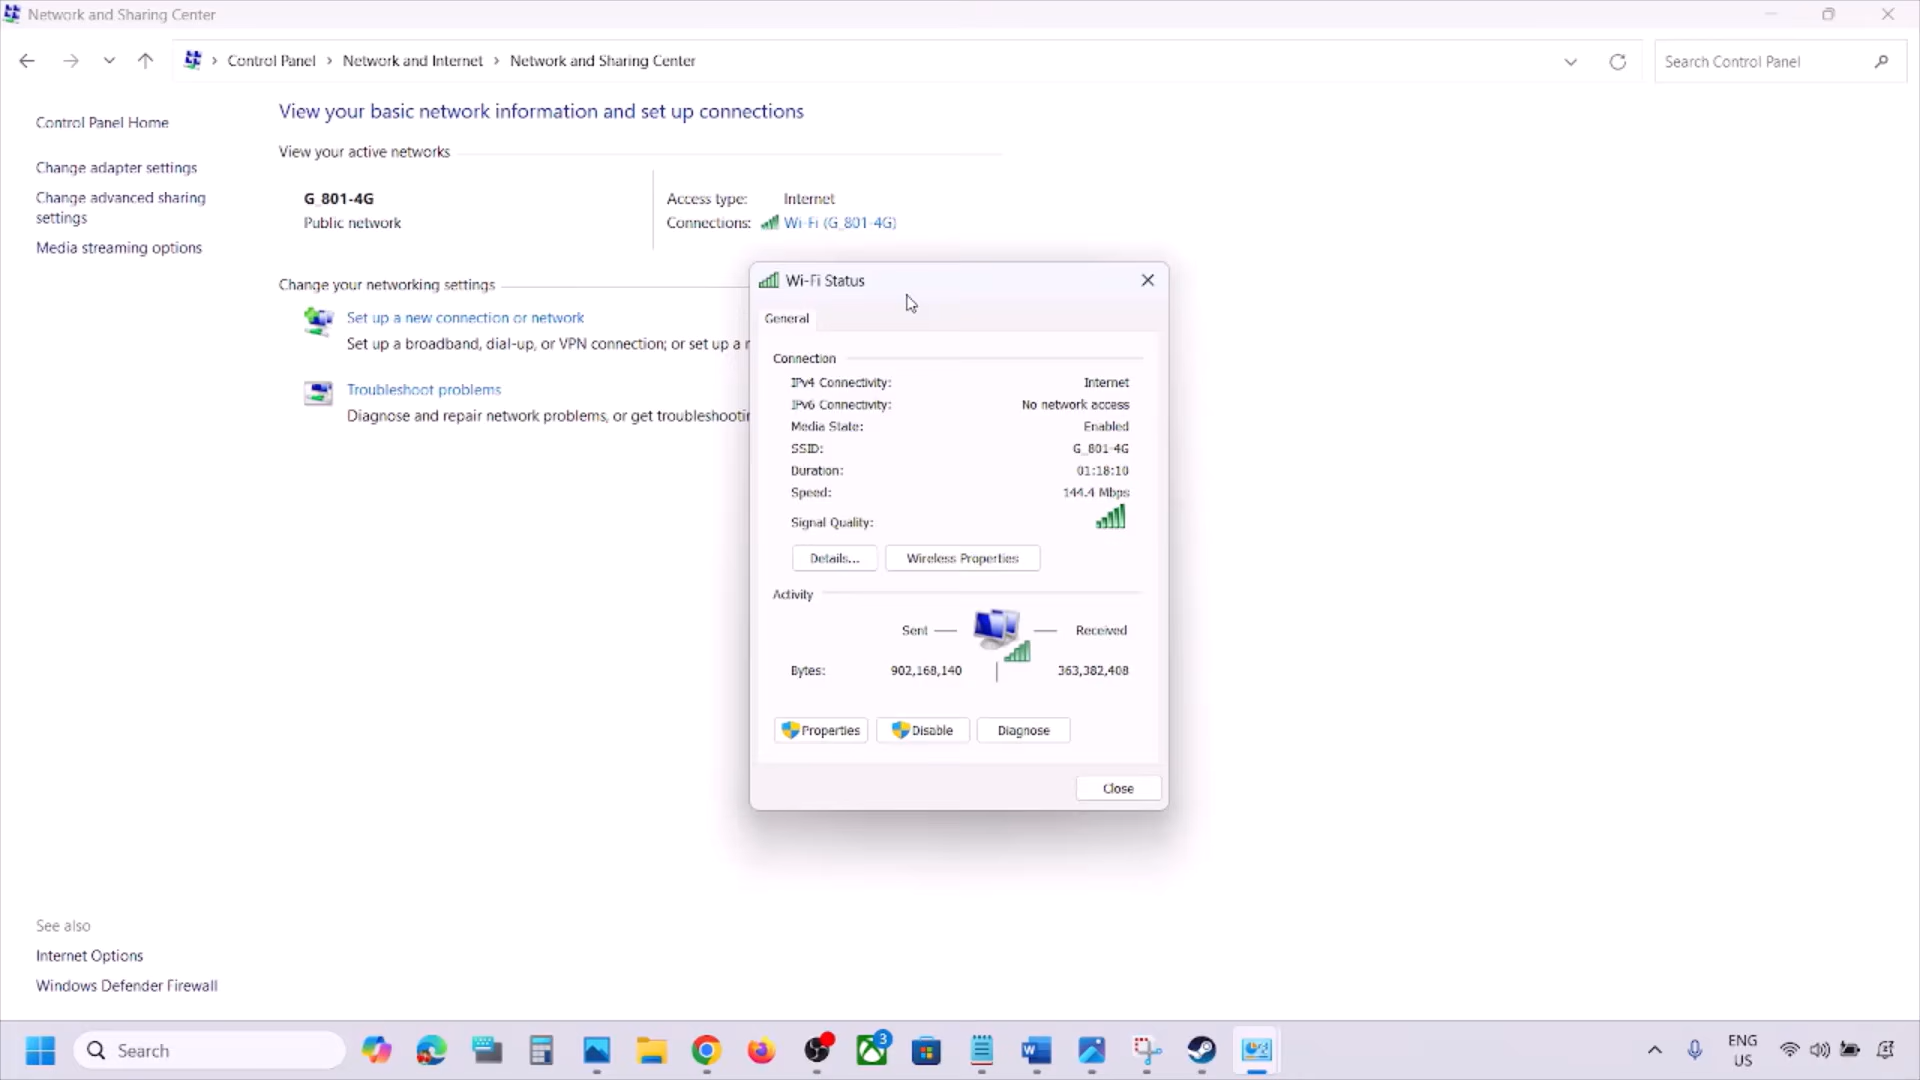 Network and Sharing Center
Control Panel > Network and Internet > Network and Sharing Center
Search Control Panel
Control Panel Home
Change adapter settings
Change advanced sharing
settings
Media streaming options
View your basic network information and set up connections
View your active networks
G_801-4G
Public network
Access type: Internet
Connections: Wi-Fi (G_801-4G)
Change your networking settings
Set up a new connection or network
Set up a broadband, dial-up, or VPN connection; or set up a
Troubleshoot problems
Diagnose and repair network problems, or get
Wi-Fi Status
General
Connection
IPv4 Connectivity: Internet
IPv6 Connectivity: No network access
Media State: Enabled
SSID: G_801-4G
Duration: 01:18:10
Speed: 144.4 Mbps
Signal Quality:
Details... Wireless Properties
Activity
Sent — — Received
Bytes: 902,168,140 | 363,382,408
Properties Disable Diagnose
Close
See also
Internet Options
Windows Defender Firewall
Search
3
ENG
US